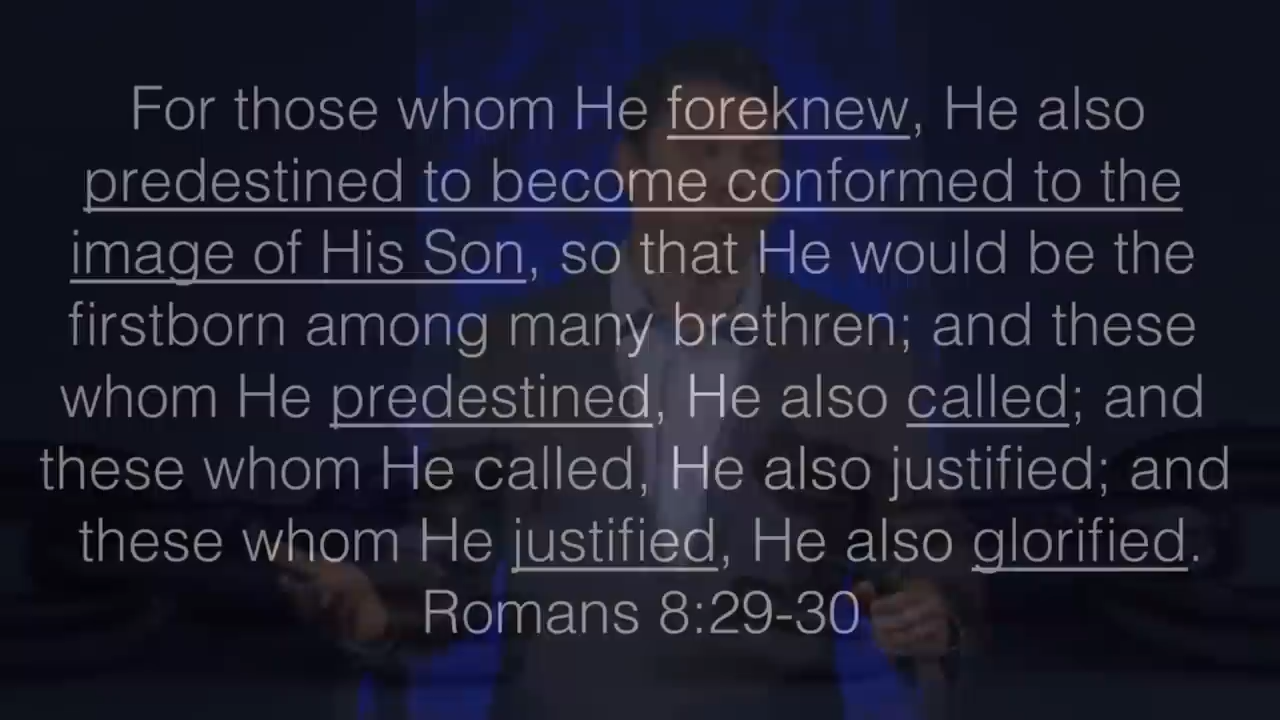 For those whom He foreknew, He also
predestined to become conformed to the
image of His Son, so that He would be the
firstborn among many brethren; and these
whom He predestined, He also called; and
these whom He called, He also justified; and
these whom He justified, He also glorified.
Romans 8:29-30